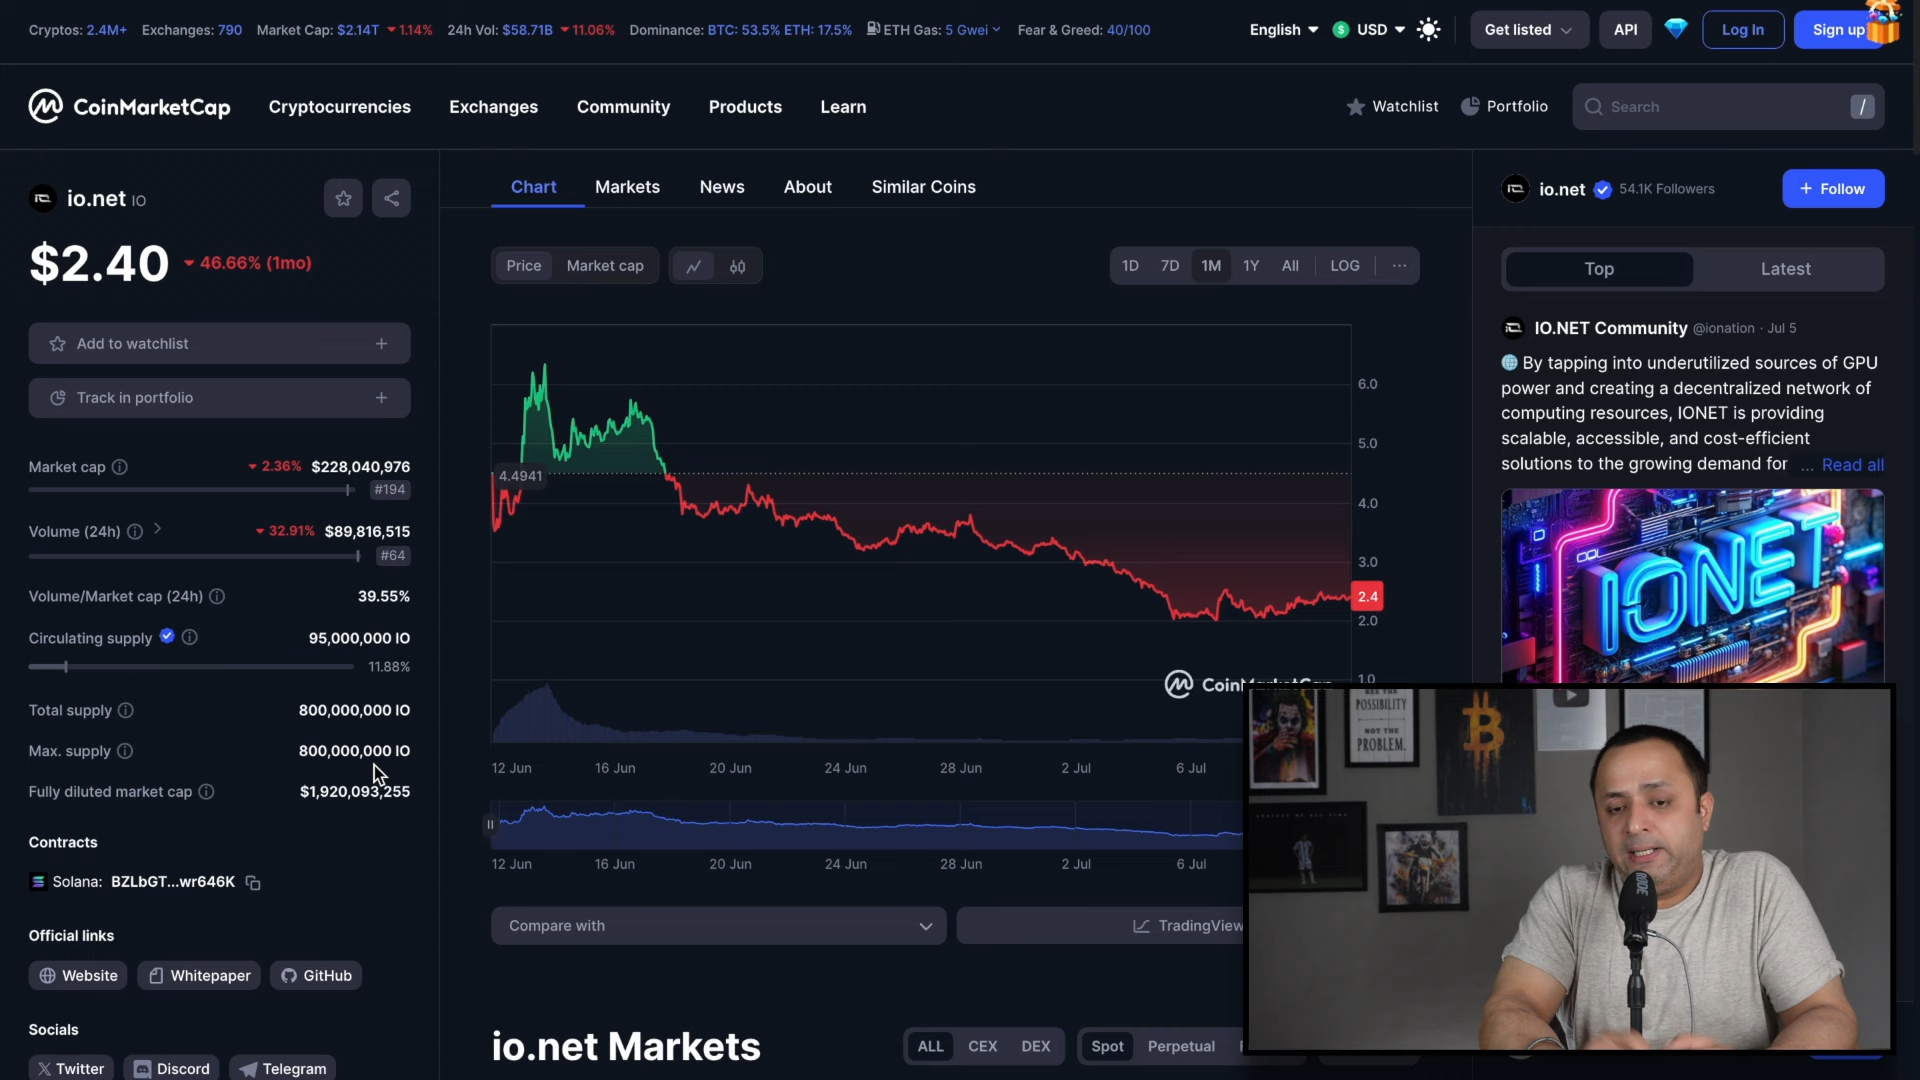 Cryptos: 2.4M+ Exchanges: 790 Market Cap: $2.14T 1.14% 24h Vol: $58.71B 11.06% Dominance: BTC: 53.5% ETH: 17.5% ETH Gas: 5 Gwei Fear & Greed: 40/100
English $ USD Get listed API Log In Sign up
CoinMarketCap Cryptocurrencies Exchanges Community Products Learn
Watchlist Portfolio Search /
io.net IO
$2.40 46.66% (1mo)
Add to watchlist +
Track in portfolio +
Market cap 2.36% $228,040,976
#194
Volume (24h) > 32.91% $89,816,515
#64
Volume/Market cap (24h) 39.55%
Circulating supply 95,000,000 IO
11.88%
Total supply 800,000,000 IO
Max. supply 800,000,000 IO
Fully diluted market cap $1,920,093,255
Contracts
Solana: BZLbGT...wr646K
Official links
Website Whitepaper GitHub
Socials
Twitter Discord Telegram
Chart Markets News About Similar Coins
Price Market cap
1D 7D 1M 1Y All LOG ...
6.0
5.0
4.4941
4.0
3.0
2.4
2.0
1.0
CoinMarketCap
12 Jun 16 Jun 20 Jun 24 Jun 28 Jun 2 Jul 6 Jul
12 Jun 16 Jun 20 Jun 24 Jun 28 Jun 2 Jul 6 Jul
Compare with
TradingView
io.net Markets
ALL CEX DEX Spot Perpetual
io.net 54.1K Followers + Follow
Top Latest
IO.NET Community @ionation · Jul 5
By tapping into underutilized sources of GPU
power and creating a decentralized network of
computing resources, IONET is providing
scalable, accessible, and cost-efficient
solutions to the growing demand for ... Read all
IONET
SEE THE
POSSIBILITY
NOT THE
PROBLEM.
RODE